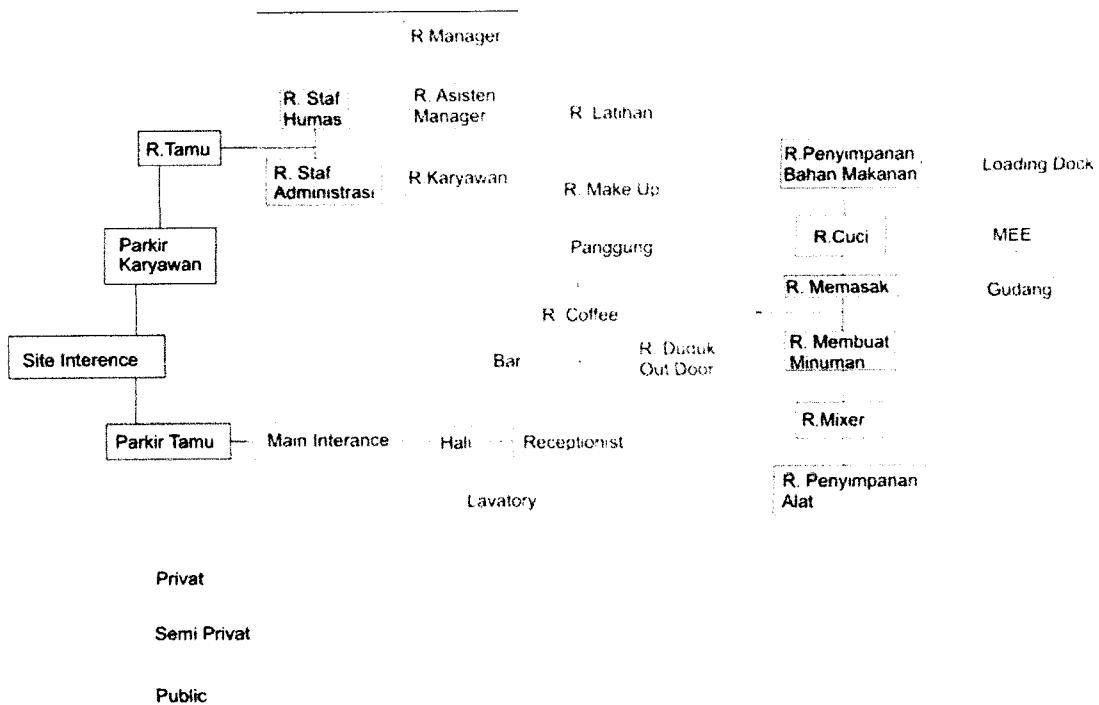 R Manager
R. Staf
Humas
R. Asisten
Manager
R Latihan
R.Tamu
R. Staf
Administrasi
R Karyawan
R. Make Up
R.Penyimpanan
Bahan Makanan
Loading Dock
Parkir
Karyawan
Panggung
R.Cuci
MEE
R. Memasak
Gudang
R. Coffee
Site Interence
Bar
R. Duduk
Out Door
R. Membuat
Minuman
R.Mixer
Parkir Tamu
Main Interance
Hall
Receptionist
R. Penyimpanan
Alat
Lavatory
Privat
Semi Privat
Public